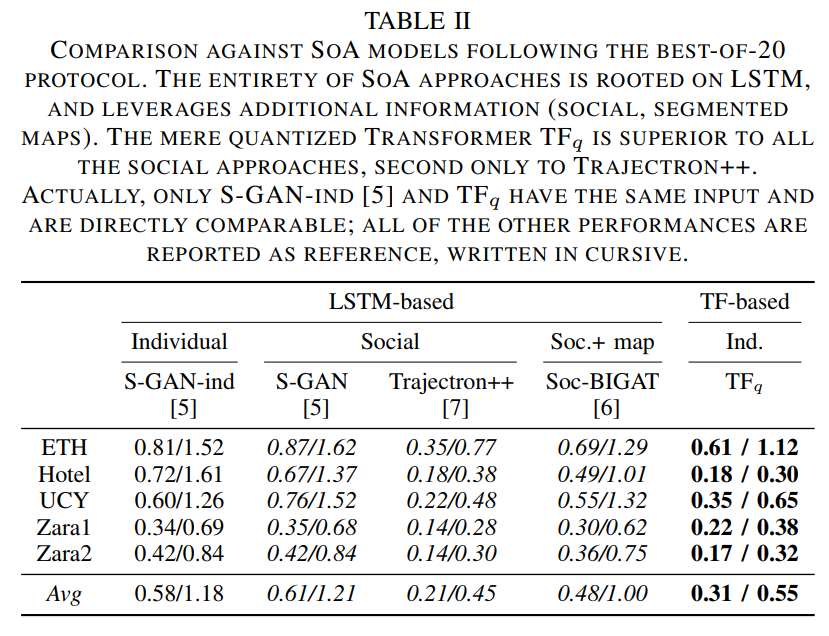 TABLE II
COMPARISON AGAINST SOA MODELS FOLLOWING THE BEST-OF-20
PROTOCOL. THE ENTIRETY OF SOA APPROACHES IS ROOTED ON LSTM,
AND LEVERAGES ADDITIONAL INFORMATION (SOCIAL, SEGMENTED
MAPS). THE MERE QUANTIZED TRANSFORMER TFq IS SUPERIOR TO ALL
THE SOCIAL APPROACHES, SECOND ONLY TO TRAJECTRON++.
ACTUALLY, ONLY S-GAN-IND [5] AND TFq HAVE THE SAME INPUT AND
ARE DIRECTLY COMPARABLE; ALL OF THE OTHER PERFORMANCES ARE
REPORTED AS REFERENCE, WRITTEN IN CURSIVE.
LSTM-based TF-based
Individual Social Soc.+ map Ind.
S-GAN-ind S-GAN Trajectron++ Soc-BIGAT TFq
[5] [5] [7] [6]
ETH 0.81/1.52 0.87/1.62 0.35/0.77 0.69/1.29 0.61 / 1.12
Hotel 0.72/1.61 0.67/1.37 0.18/0.38 0.49/1.01 0.18 / 0.30
UCY 0.60/1.26 0.76/1.52 0.22/0.48 0.55/1.32 0.35 / 0.65
Zara1 0.34/0.69 0.35/0.68 0.14/0.28 0.30/0.62 0.22 / 0.38
Zara2 0.42/0.84 0.42/0.84 0.14/0.30 0.36/0.75 0.17 / 0.32
Avg 0.58/1.18 0.61/1.21 0.21/0.45 0.48/1.00 0.31 / 0.55